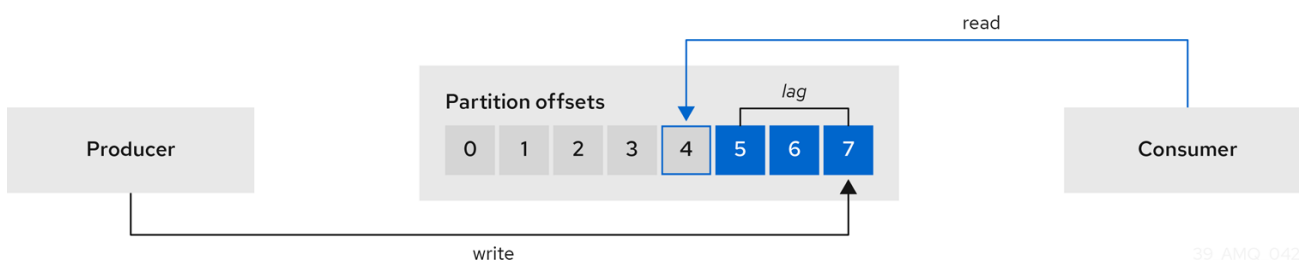 read
Partition offsets
lag
Producer
0 1 2 3 4 5 6 7
Consumer
write
39_AMQ_042